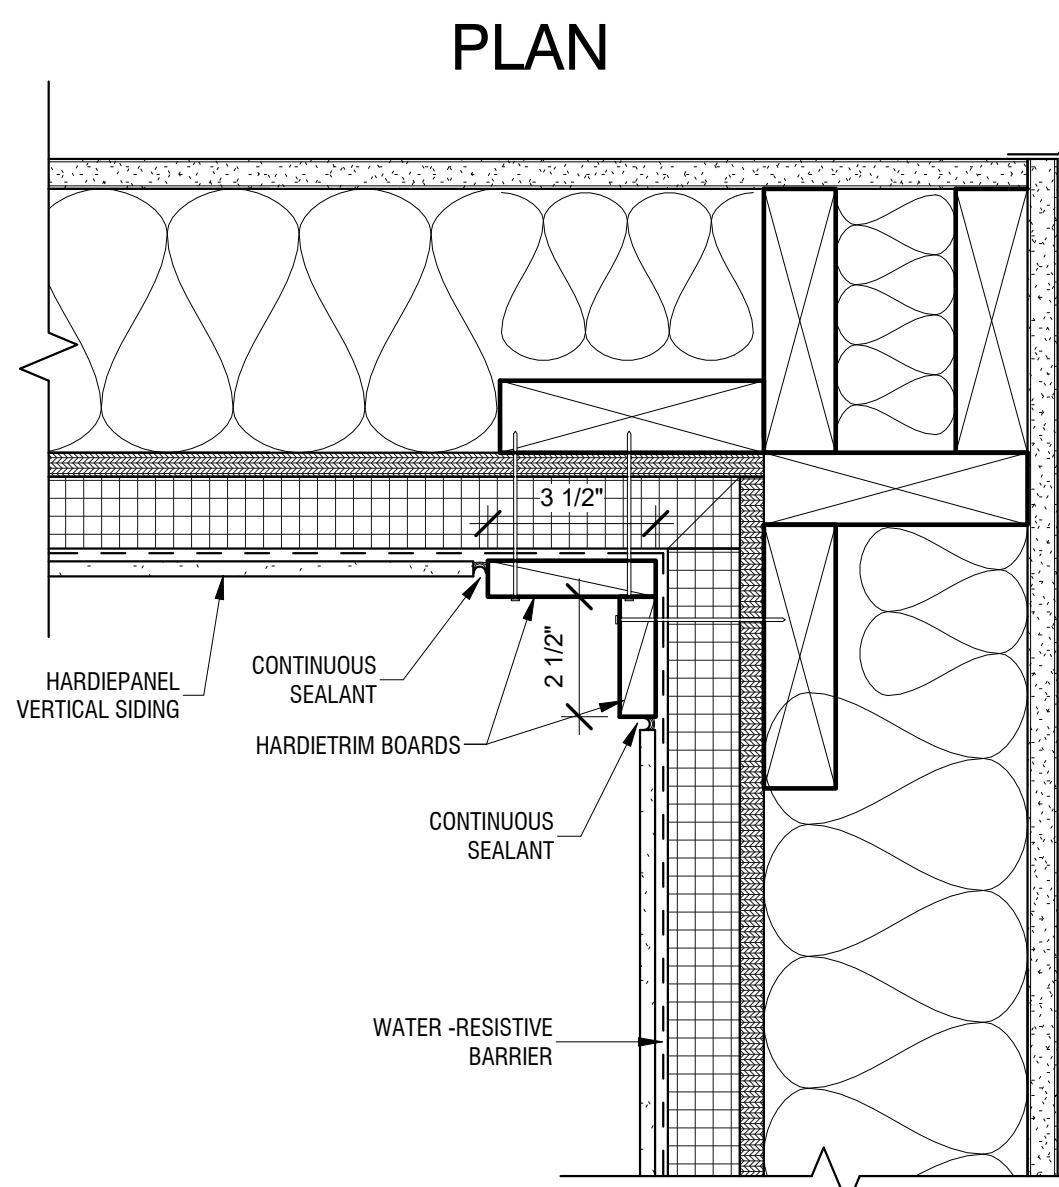 PLAN
3 1/2"
2 1/2"
HARDIEPANEL
VERTICAL SIDING
CONTINUOUS
SEALANT
HARDIETRIM BOARDS
CONTINUOUS
SEALANT
WATER -RESISTIVE
BARRIER